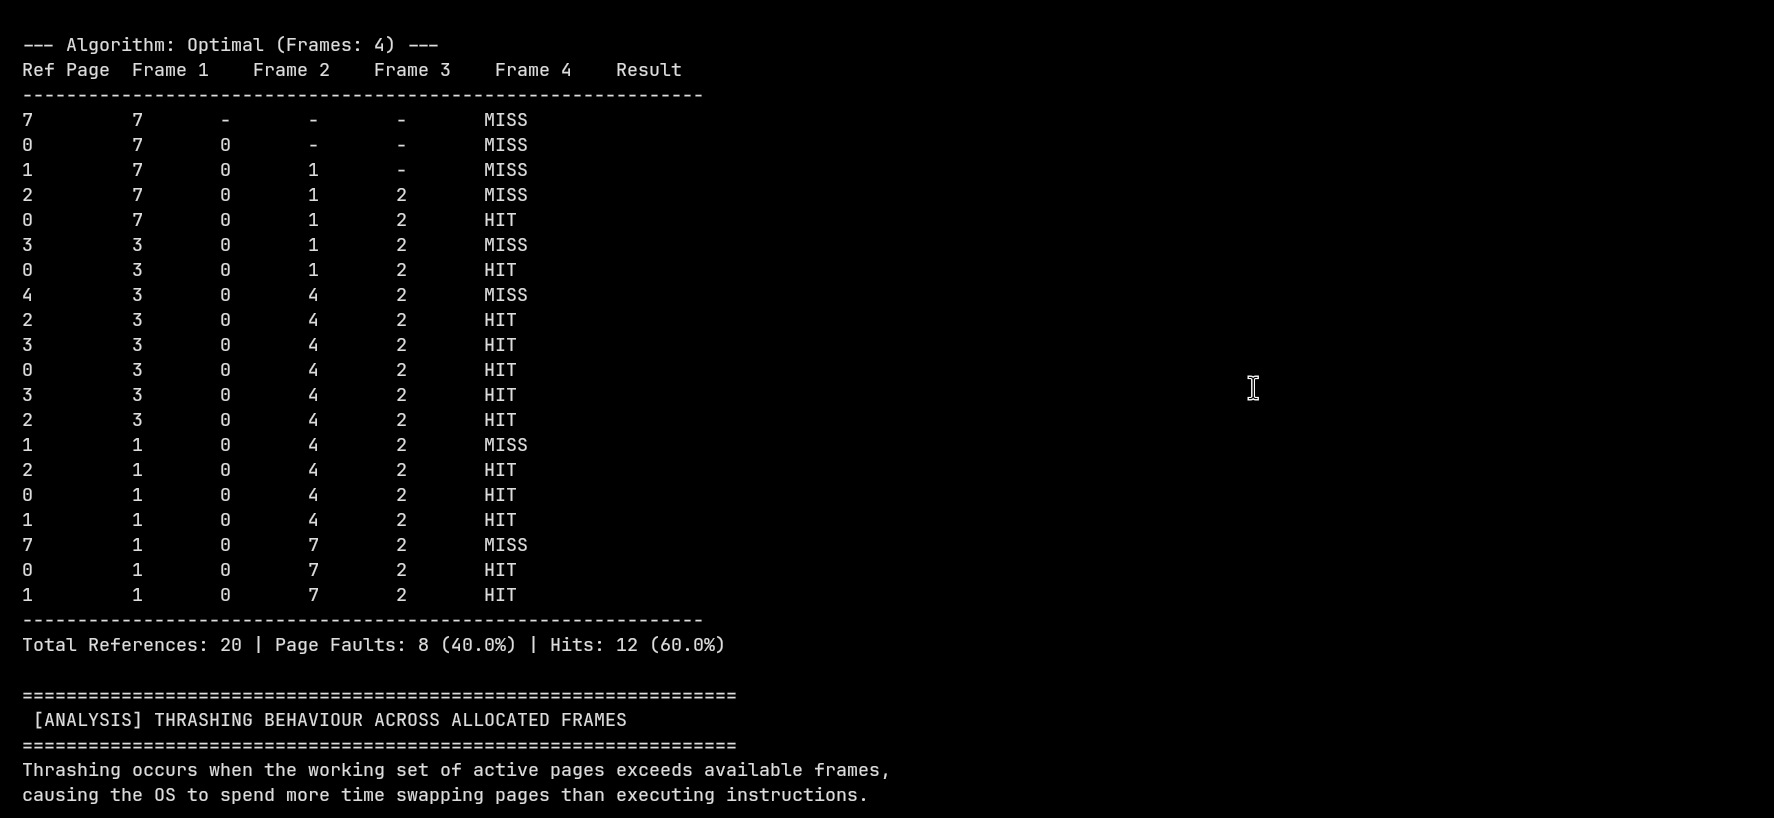 --- Algorithm: Optimal (Frames: 4) ---
Ref Page  Frame 1    Frame 2    Frame 3    Frame 4    Result
--------------------------------------------------------------
7         7       -       -       -       MISS
0         7       0       -       -       MISS
1         7       0       1       -       MISS
2         7       0       1       2       MISS
0         7       0       1       2       HIT
3         3       0       1       2       MISS
0         3       0       1       2       HIT
4         3       0       4       2       MISS
2         3       0       4       2       HIT
3         3       0       4       2       HIT
0         3       0       4       2       HIT
3         3       0       4       2       HIT
2         3       0       4       2       HIT
1         1       0       4       2       MISS
2         1       0       4       2       HIT
0         1       0       4       2       HIT
1         1       0       4       2       HIT
7         1       0       7       2       MISS
0         1       0       7       2       HIT
1         1       0       7       2       HIT
--------------------------------------------------------------
Total References: 20 | Page Faults: 8 (40.0%) | Hits: 12 (60.0%)
=================================================================
 [ANALYSIS] THRASHING BEHAVIOUR ACROSS ALLOCATED FRAMES
=================================================================
Thrashing occurs when the working set of active pages exceeds available frames,
causing the OS to spend more time swapping pages than executing instructions.